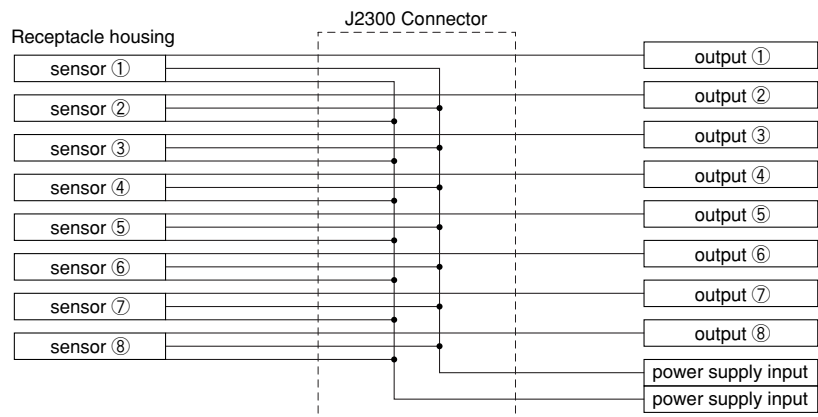 J2300 Connector
Receptacle housing
sensor ①
output ①
sensor ②
output ②
sensor ③
output ③
sensor ④
output ④
sensor ⑤
output ⑤
sensor ⑥
output ⑥
sensor ⑦
output ⑦
sensor ⑧
output ⑧
power supply input
power supply input